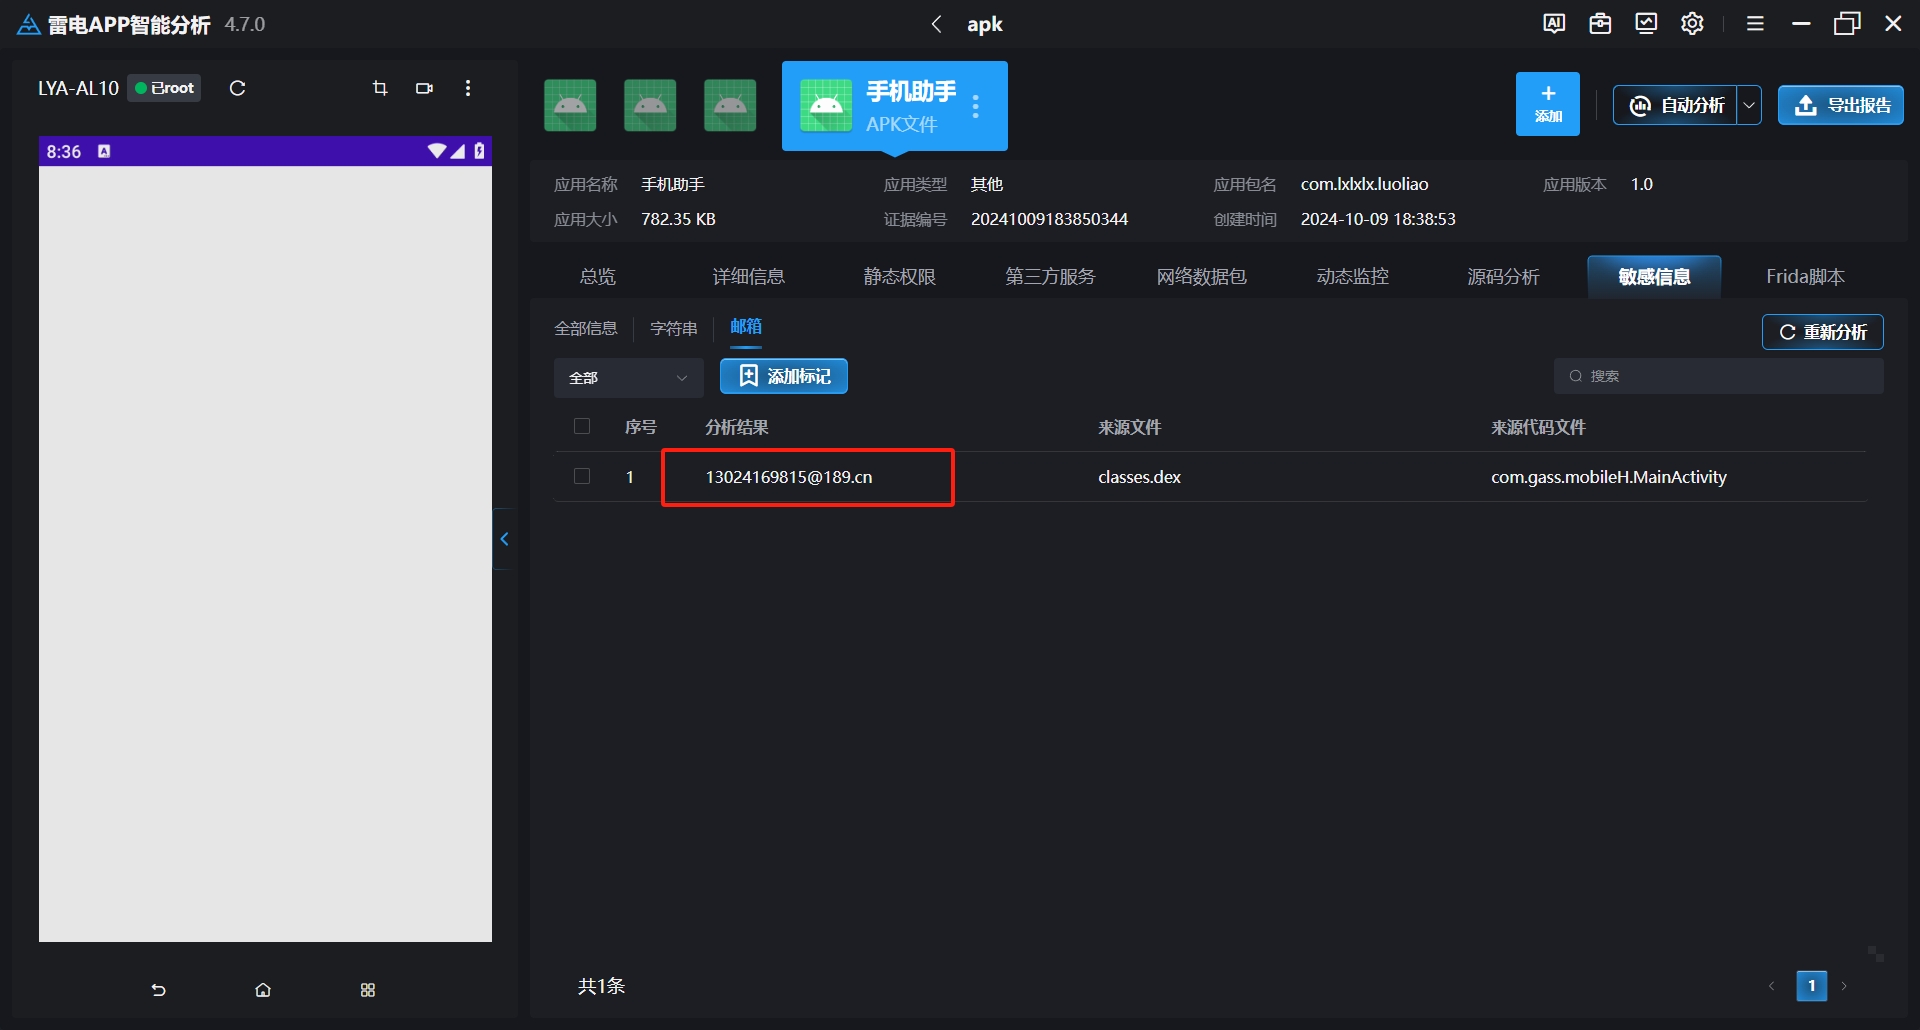 雷电APP智能分析 4.7.0
apk
AI
LYA-AL10 已root
8:36 A
手机助手
APK文件
添加
自动分析
导出报告
应用名称 手机助手 应用类型 其他 应用包名 com.lxlxlx.luoliao 应用版本 1.0
应用大小 782.35 KB 证据编号 20241009183850344 创建时间 2024-10-09 18:38:53
总览 详细信息 静态权限 第三方服务 网络数据包 动态监控 源码分析 敏感信息 Frida脚本
全部信息 字符串 邮箱
重新分析
全部 添加标记 搜索
序号 分析结果 来源文件 来源代码文件
1 13024169815@189.cn classes.dex com.gass.mobileH.MainActivity
共1条
1